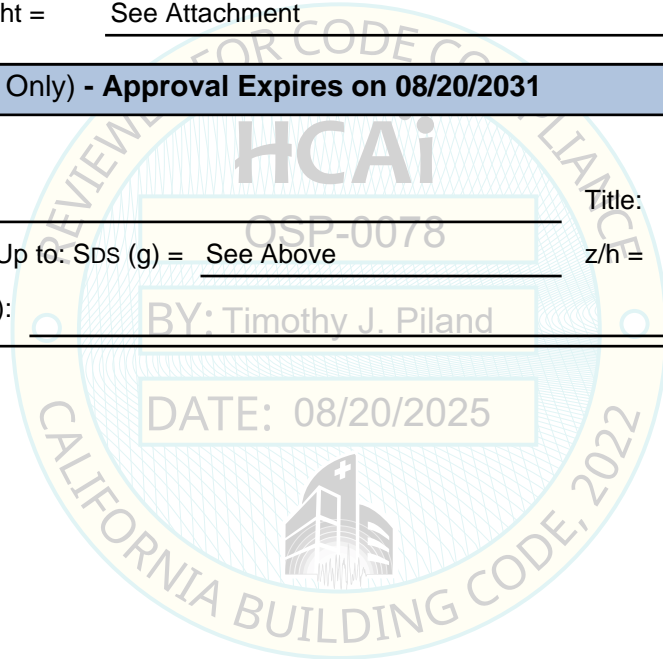 ht = See Attachment
Only) - Approval Expires on 08/20/2031
REVIEWED FOR CODE COMPLIANCE
HCAi
Title:
OSP-0078
Up to: SDS (g) = See Above z/h =
):
BY: Timothy J. Piland
DATE: 08/20/2025
CALIFORNIA BUILDING CODE, 2022